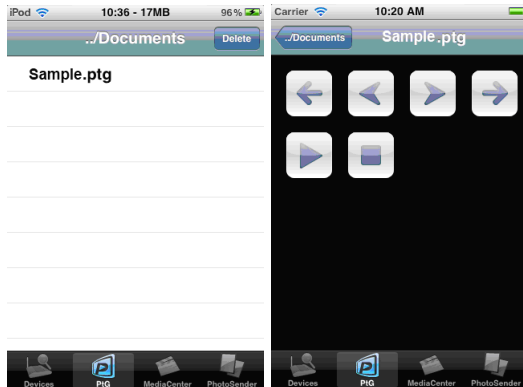 iPod 10:36 - 17MB 96%
../Documents Delete
Sample.ptg
Devices PtG MediaCenter PhotoSender
Carrier 10:20 AM
../Documents Sample.ptg
Devices PtG MediaCenter PhotoSender